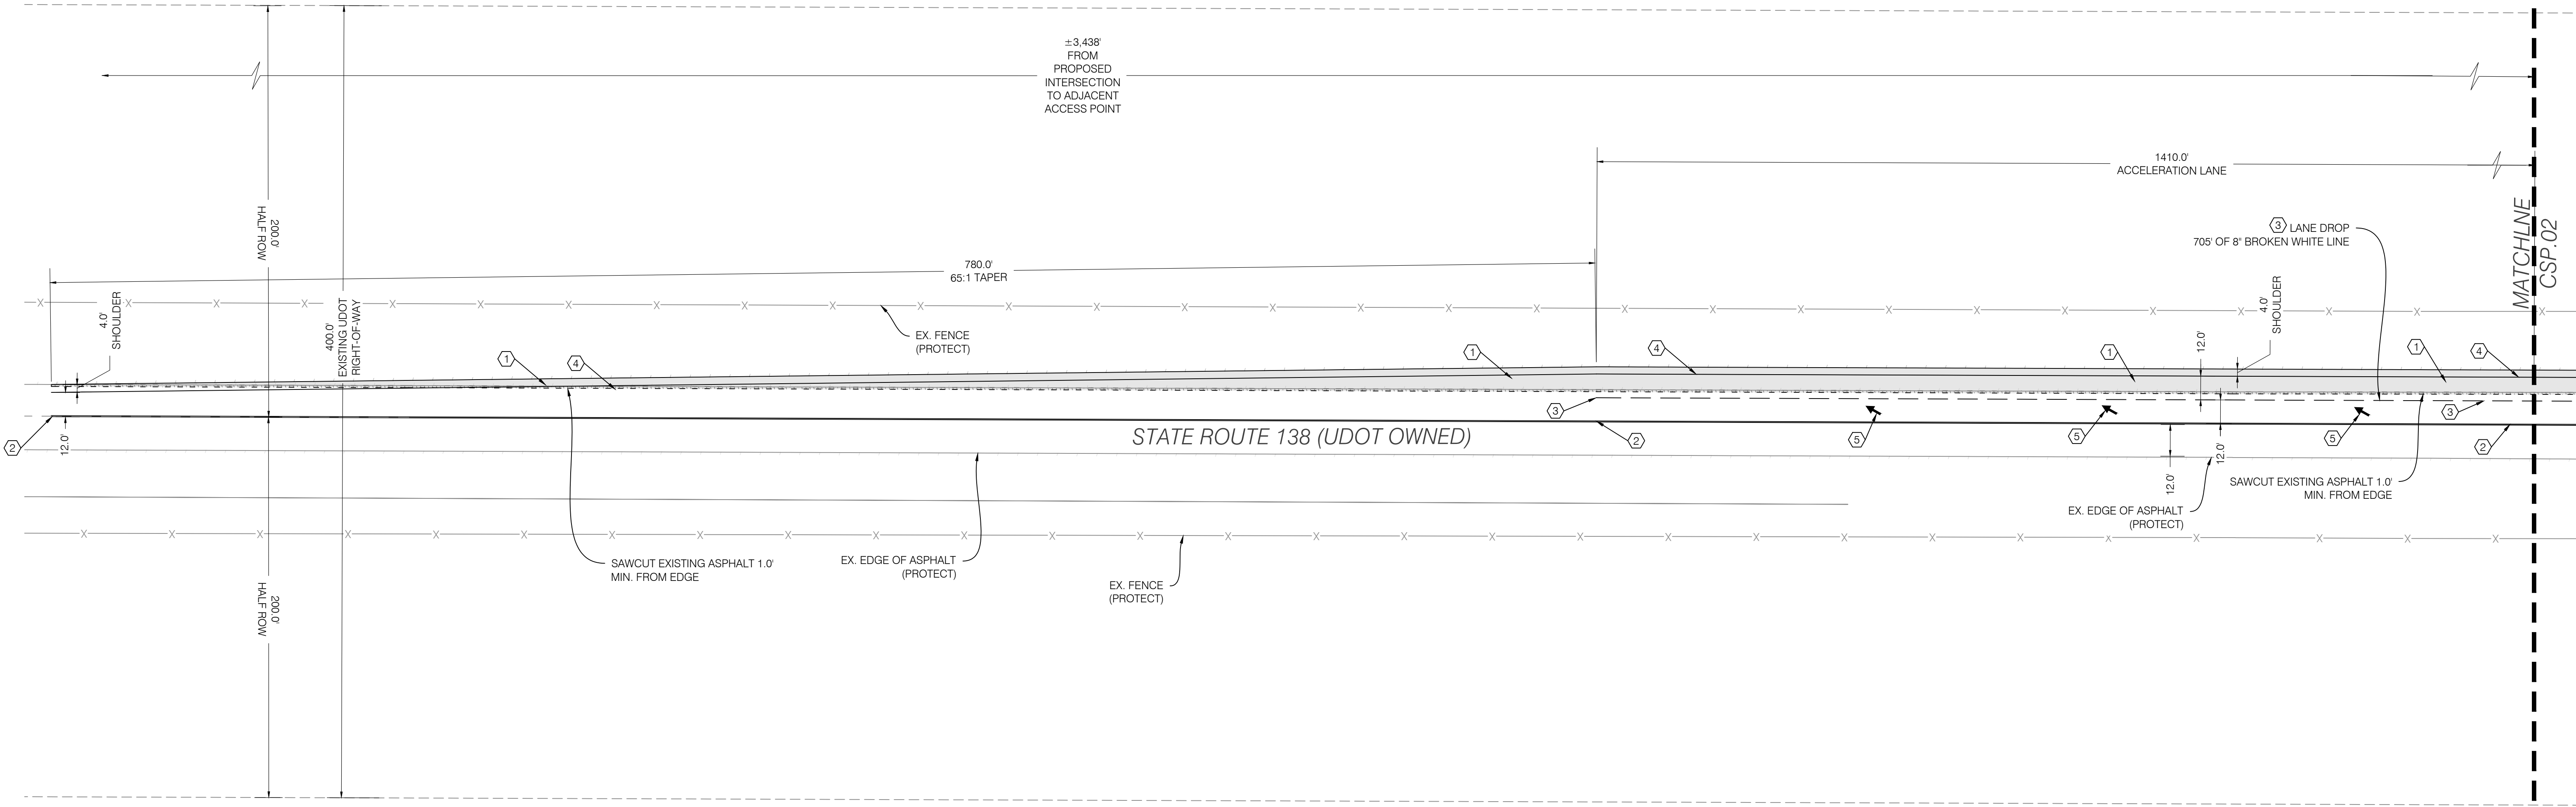 ±3,438'
FROM
PROPOSED
INTERSECTION
TO ADJACENT
ACCESS POINT
1410.0'
ACCELERATION LANE
200.0'
HALF ROW
3 LANE DROP
705' OF 8" BROKEN WHITE LINE
MATCHLNE
CSP.02
780.0'
65:1 TAPER
4.0'
SHOULDER
400.0'
EXISTING UDOT
RIGHT-OF-WAY
4.0'
SHOULDER
EX. FENCE
(PROTECT)
12.0'
1
4
1
4
1
1
4
3
5
5
5
3
2
12.0'
STATE ROUTE 138 (UDOT OWNED)
2
2
12.0'
12.0'
SAWCUT EXISTING ASPHALT 1.0'
MIN. FROM EDGE
EX. EDGE OF ASPHALT
(PROTECT)
SAWCUT EXISTING ASPHALT 1.0'
MIN. FROM EDGE
EX. EDGE OF ASPHALT
(PROTECT)
EX. FENCE
(PROTECT)
200.0'
HALF ROW